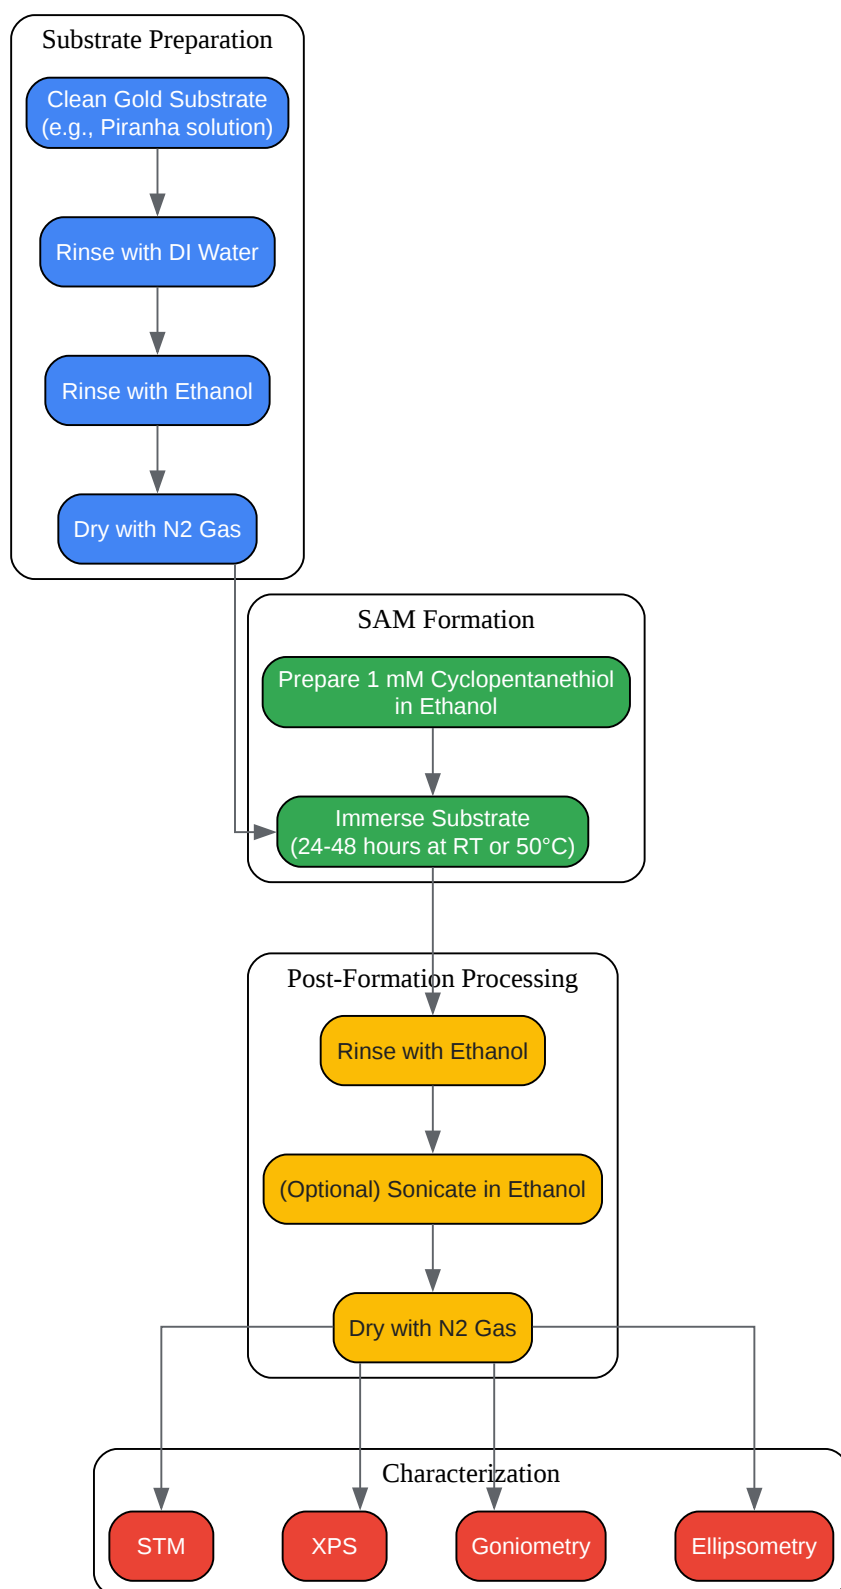 Substrate Preparation
Clean Gold Substrate
(e.g., Piranha solution)
Rinse with DI Water
Rinse with Ethanol
Dry with N2 Gas
SAM Formation
Prepare 1 mM Cyclopentanethiol
in Ethanol
Immerse Substrate
(24-48 hours at RT or 50°C)
Post-Formation Processing
Rinse with Ethanol
(Optional) Sonicate in Ethanol
Dry with N2 Gas
Characterization
STM
XPS
Goniometry
Ellipsometry